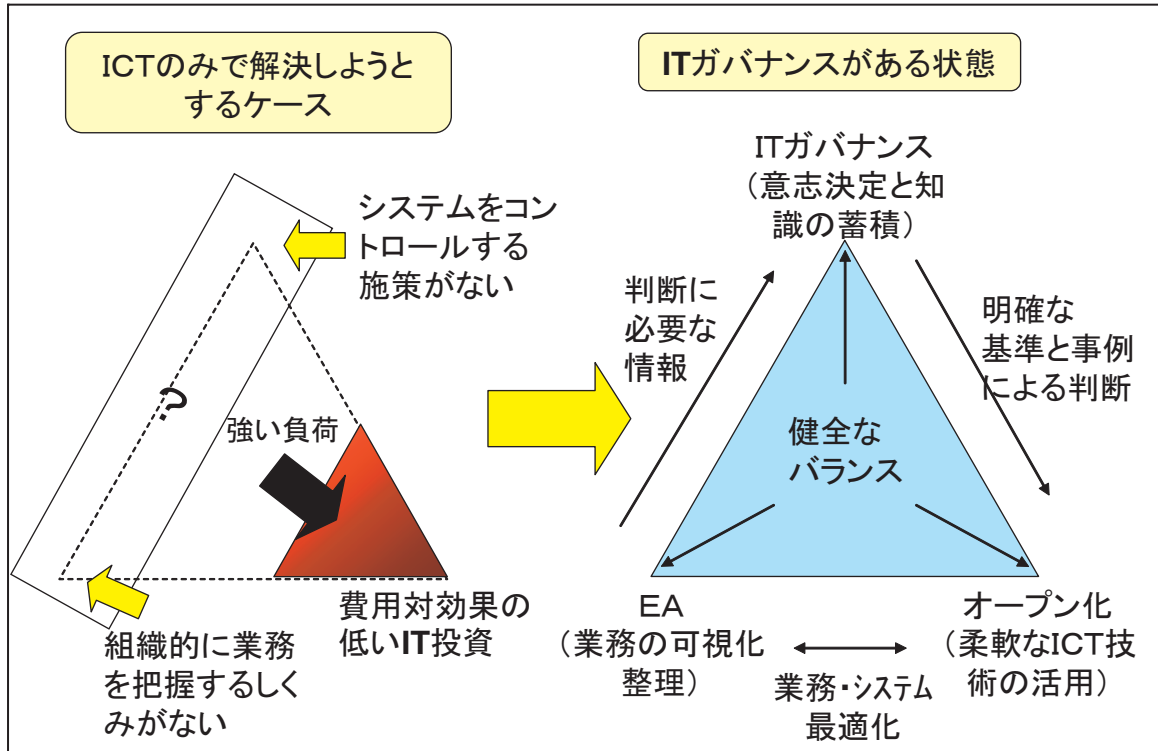 ICTのみで解決しようと
するケース
システムをコン
トロールする
施策がない
?
強い負荷
費用対効果の
低いIT投資
組織的に業務
を把握するしく
みがない
ITガバナンスがある状態
ITガバナンス
(意志決定と知
識の蓄積)
判断に
必要な
情報
明確な
基準と事例
による判断
健全な
バランス
EA
(業務の可視化
整理)
業務・システム
最適化
オープン化
(柔軟なICT技
術の活用)